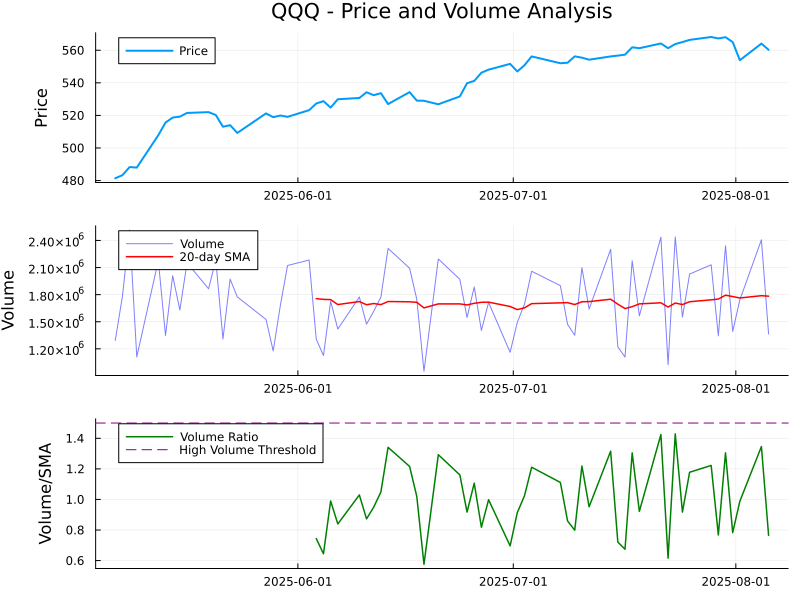 QQQ - Price and Volume Analysis
Price
Price
560
540
520
500
480
2025-06-01
2025-07-01
2025-08-01
Volume
Volume
20-day SMA
2.40×10⁶
2.10×10⁶
1.80×10⁶
1.50×10⁶
1.20×10⁶
2025-06-01
2025-07-01
2025-08-01
Volume/SMA
Volume Ratio
High Volume Threshold
1.4
1.2
1.0
0.8
0.6
2025-06-01
2025-07-01
2025-08-01